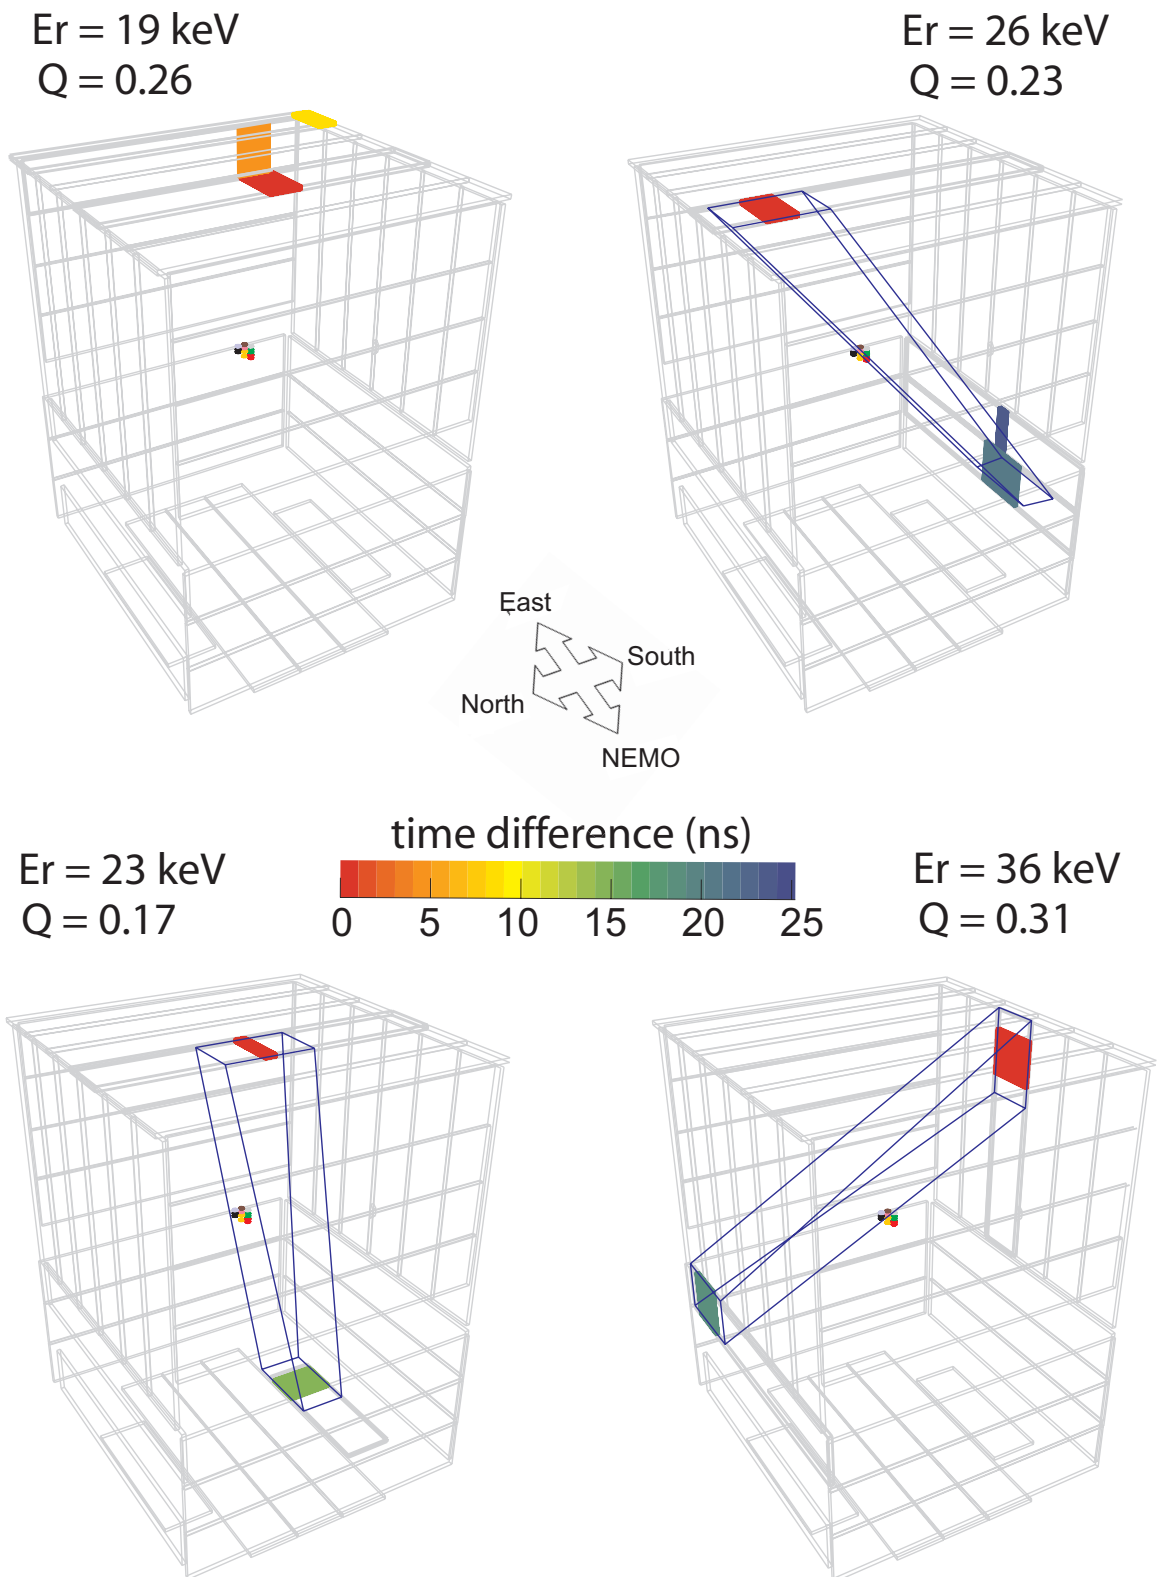 Er = 19 keV
Q = 0.26
Er = 26 keV
Q = 0.23
East
South
North
NEMO
time difference (ns)
0 5 10 15 20 25
Er = 23 keV
Q = 0.17
Er = 36 keV
Q = 0.31